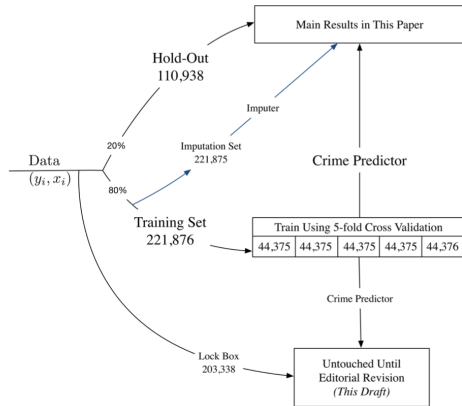 Main Results in This Paper
Hold-Out
110,938
Imputer
20%
Imputation Set
221,875
Crime Predictor
Data
(y_i, x_i)
80%
Training Set
221,876
Train Using 5-fold Cross Validation
44,375 44,375 44,375 44,375 44,376
Crime Predictor
Lock Box
203,338
Untouched Until
Editorial Revision
(This Draft)